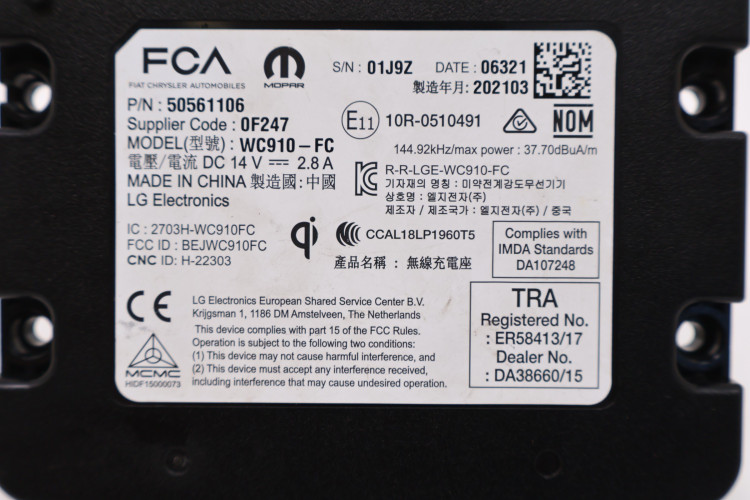 FCA
FIAT CHRYSLER AUTOMOBILES
MOPAR
S/N : 01J9Z DATE : 06321
製造年月: 202103
P/N : 50561106
Supplier Code : 0F247
MODEL(型號) : WC910-FC
電壓/電流 DC 14 V 2.8 A
MADE IN CHINA 製造國: 中國
LG Electronics
E11 10R-0510491
NOM
144.92kHz/max power : 37.70dBuA/m
R-R-LGE-WC910-FC
기자재의 명칭 : 미약전계강도무선기기
상호명 : 엘지전자(주)
제조자 / 제조국가 : 엘지전자(주) / 중국
IC : 2703H-WC910FC
FCC ID : BEJWC910FC
CNC ID: H-22303
qi
CCAL18LP1960T5
產品名稱 : 無線充電座
Complies with
IMDA Standards
DA107248
CE
LG Electronics European Shared Service Center B.V.
Krijgsman 1, 1186 DM Amstelveen, The Netherlands
This device complies with part 15 of the FCC Rules.
Operation is subject to the following two conditions:
(1) This device may not cause harmful interference, and
(2) This device must accept any interference received,
including interference that may cause undesired operation.
MCMC
HIDF15000073
TRA
Registered No.
: ER58413/17
Dealer No.
: DA38660/15